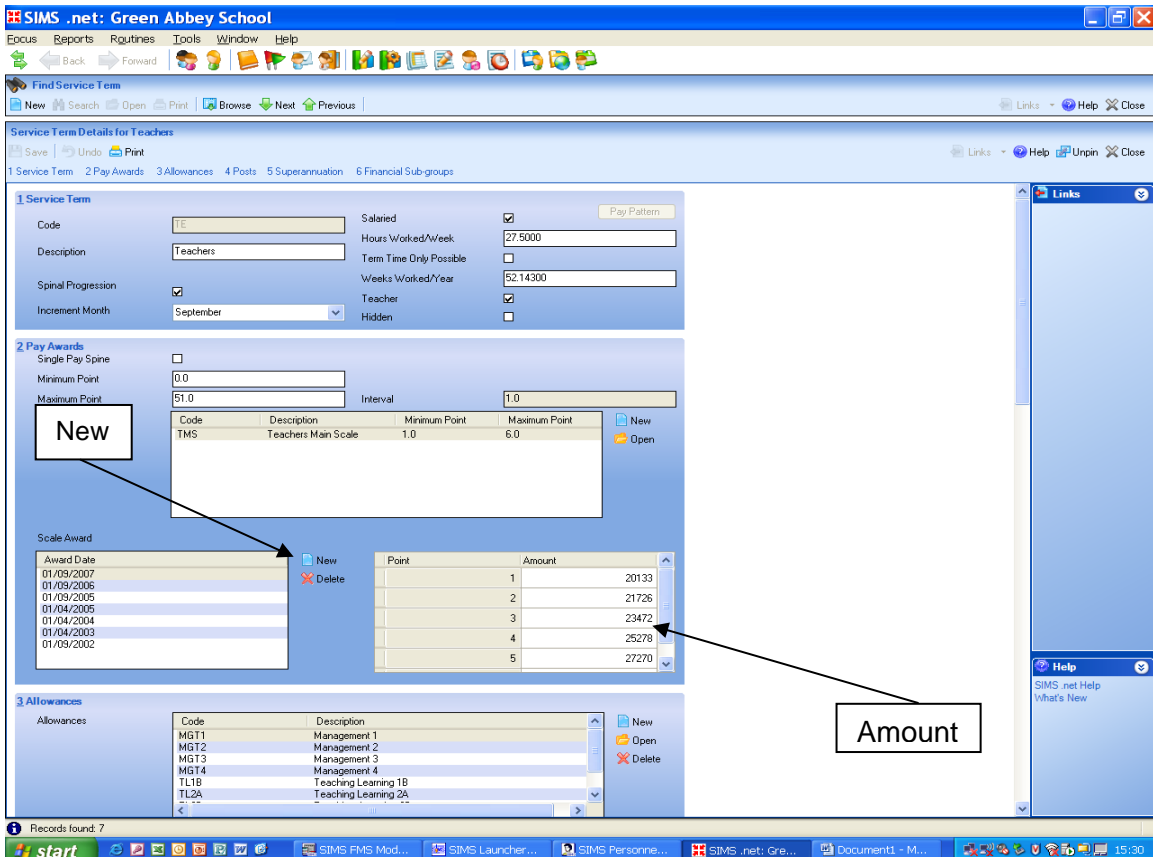 SIMS .net: Green Abbey School
Focus Reports Routines Tools Window Help
Back Forward
Find Service Term
New Search Open Print Browse Next Previous Links Help Close
Service Term Details for Teachers
Save Undo Print Links Help Unpin Close
1 Service Term 2 Pay Awards 3 Allowances 4 Posts 5 Superannuation 6 Financial Sub-groups
1 Service Term
Code TE Salaried Pay Pattern
Hours Worked/Week 27.5000
Description Teachers Term Time Only Possible
Weeks Worked/Year 52.14300
Spinal Progression Teacher
Increment Month September Hidden
2 Pay Awards
Single Pay Spine
Minimum Point 0.0
Maximum Point 51.0 Interval 1.0
Code Description Minimum Point Maximum Point New
TMS Teachers Main Scale 1.0 6.0 Open
New
Scale Award
Award Date New Point Amount
01/09/2007 Delete 1 20133
01/09/2006
01/09/2005 2 21726
01/04/2005
01/04/2004 3 23472
01/04/2003
01/09/2002 4 25278
5 27270
3 Allowances
Allowances Code Description New
MGT1 Management 1 Open
MGT2 Management 2
MGT3 Management 3 Delete
MGT4 Management 4
TL1B Teaching Learning 1B
TL2A Teaching Learning 2A
Amount
Links
Help
SIMS .net Help
What's New
Records found: 7
start SIMS FMS Mod... SIMS Launcher... SIMS Personne... SIMS .net: Gre... Document1 - M... 15:30